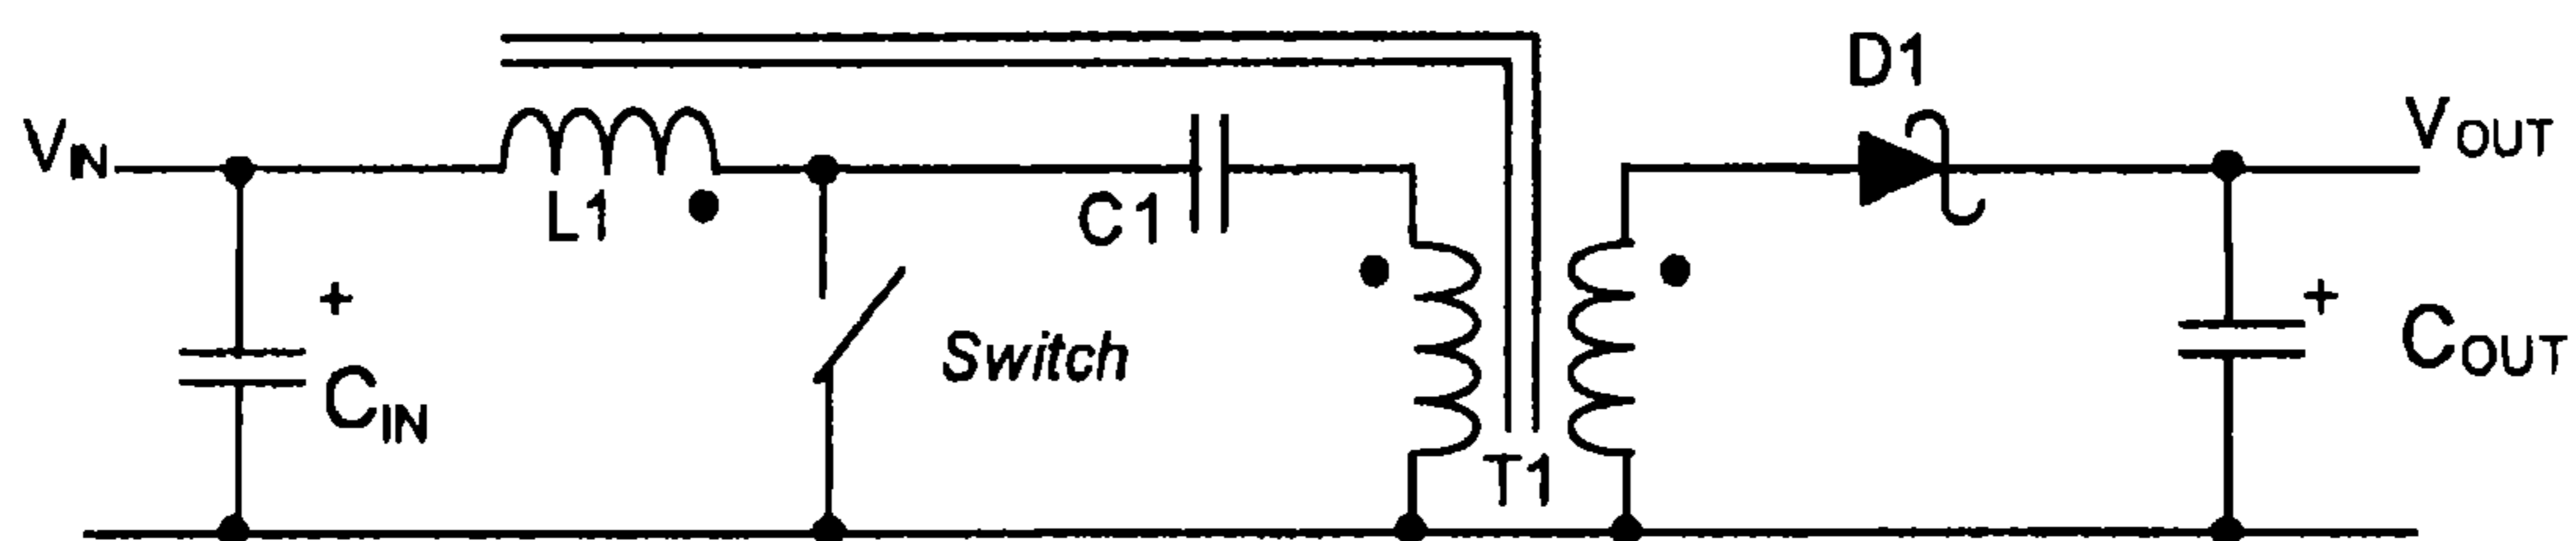 D1
VIN
VOUT
L1
C1
+
+
Switch
CIN
COUT
T1